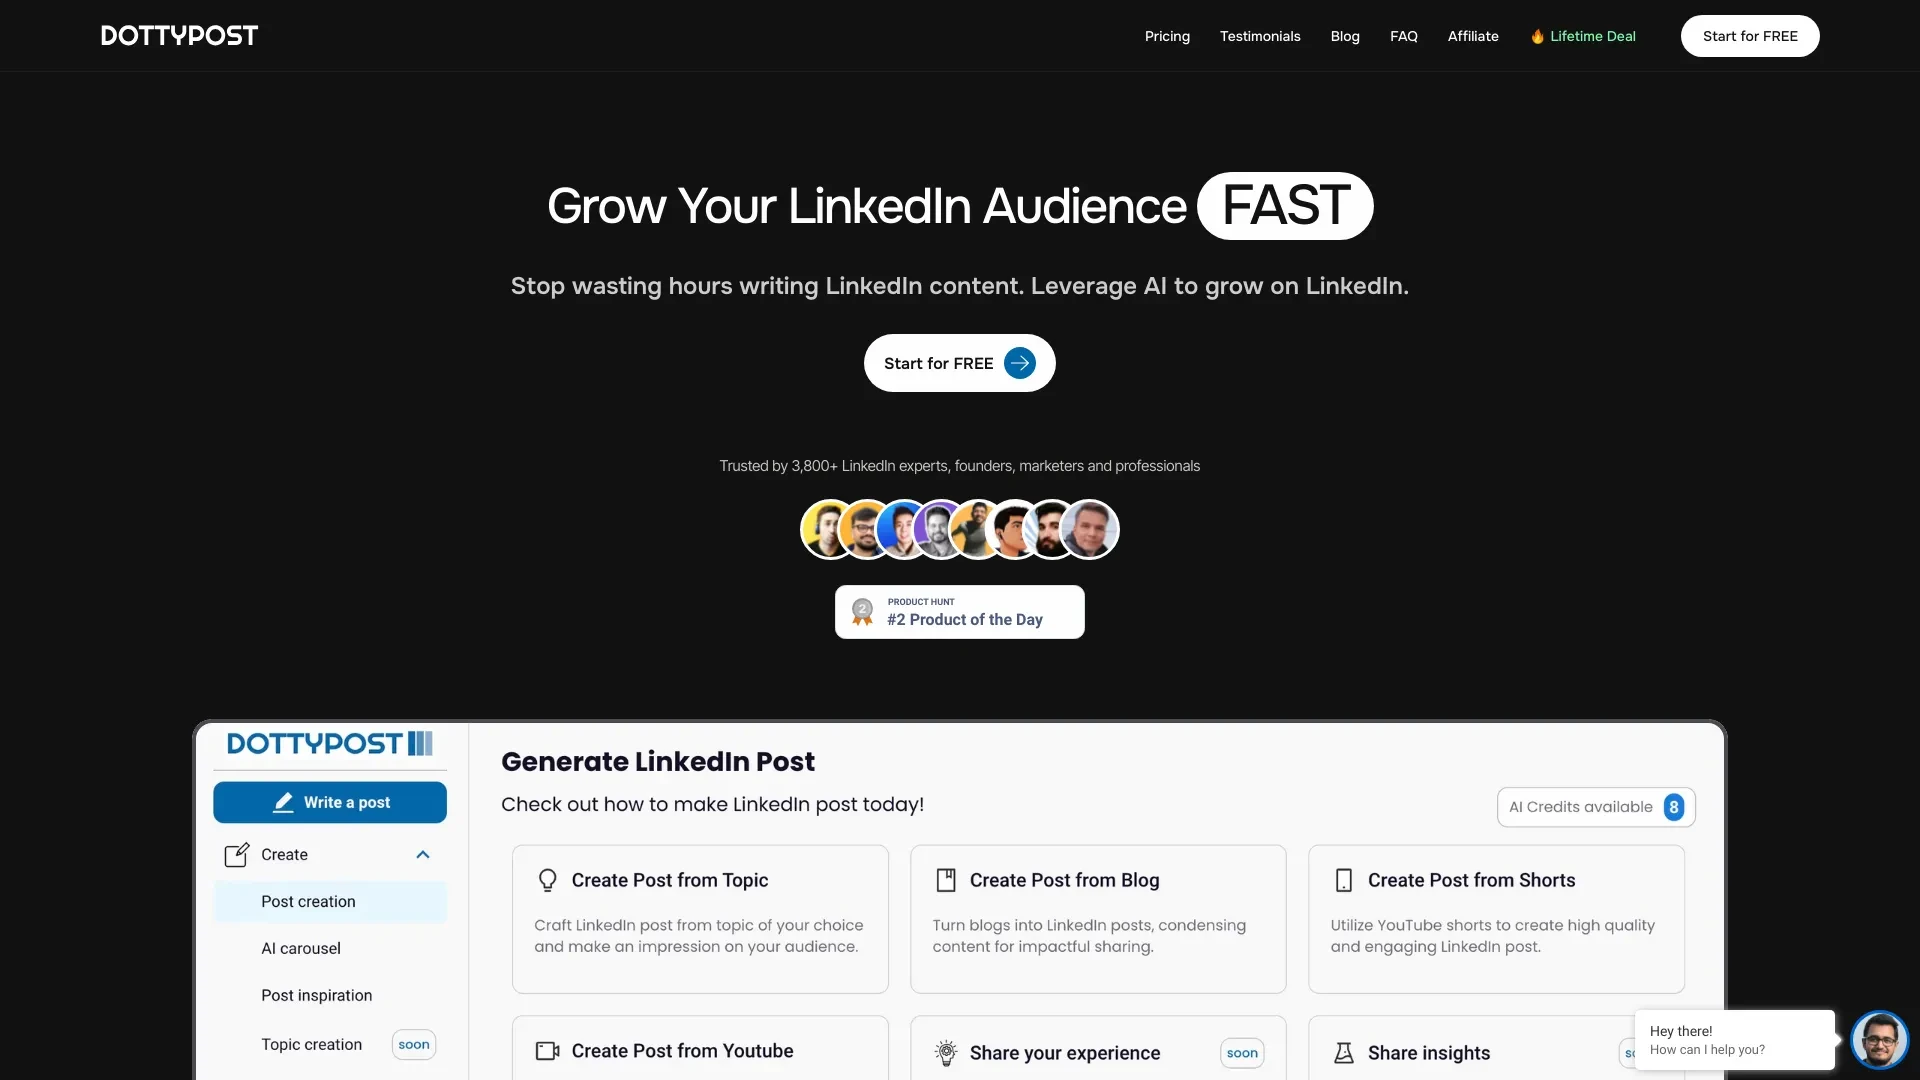 DOTTYPOST
Pricing
Testimonials
Blog
FAQ
Affiliate
Lifetime Deal
Start for FREE
Grow Your LinkedIn Audience FAST
Stop wasting hours writing LinkedIn content. Leverage AI to grow on LinkedIn.
Start for FREE
Trusted by 3,800+ LinkedIn experts, founders, marketers and professionals
2
PRODUCT HUNT
#2 Product of the Day
DOTTYPOST
Write a post
Create
Post creation
AI carousel
Post inspiration
Topic creation
soon
Generate LinkedIn Post
Check out how to make LinkedIn post today!
AI Credits available 8
Create Post from Topic
Craft LinkedIn post from topic of your choice
and make an impression on your audience.
Create Post from Blog
Turn blogs into LinkedIn posts, condensing
content for impactful sharing.
Create Post from Shorts
Utilize YouTube shorts to create high quality
and engaging LinkedIn post.
Create Post from Youtube
Share your experience
soon
Share insights
Hey there!
How can I help you?